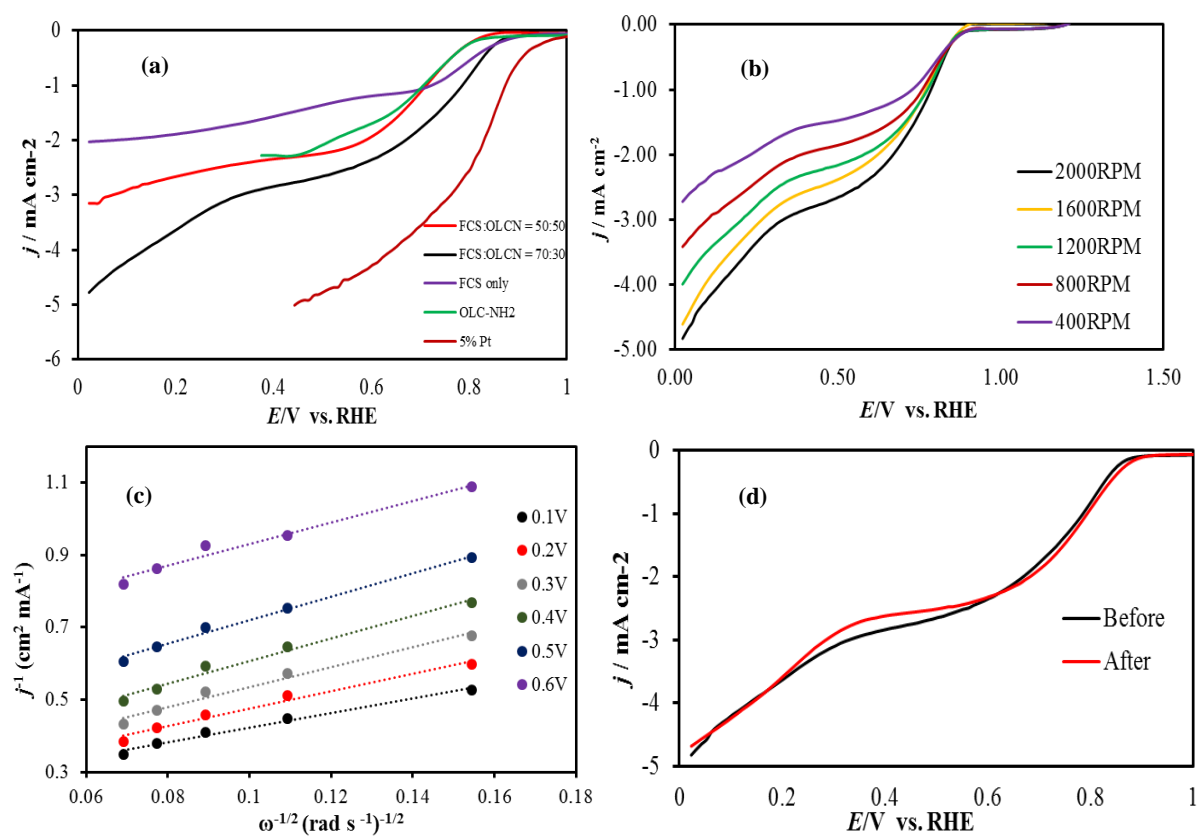 0
-1
-2
-3
-4
-5
-6
j / mA cm-2
(a)
FCS:OLCN = 50:50
FCS:OLCN = 70:30
FCS only
OLC-NH2
5% Pt
0 0.2 0.4 0.6 0.8 1
E/V vs. RHE
0.00
-1.00
-2.00
-3.00
-4.00
-5.00
j / mA cm-2
(b)
2000RPM
1600RPM
1200RPM
800RPM
400RPM
0.00 0.50 1.00 1.50
E/V vs. RHE
1.1
0.9
0.7
0.5
0.3
j-1 (cm2 mA-1)
(c)
0.1V
0.2V
0.3V
0.4V
0.5V
0.6V
0.06 0.08 0.10 0.12 0.14 0.16 0.18
ω-1/2 (rad s -1)-1/2
0
-1
-2
-3
-4
-5
j / mA cm-2
(d)
Before
After
0 0.2 0.4 0.6 0.8 1
E/V vs. RHE